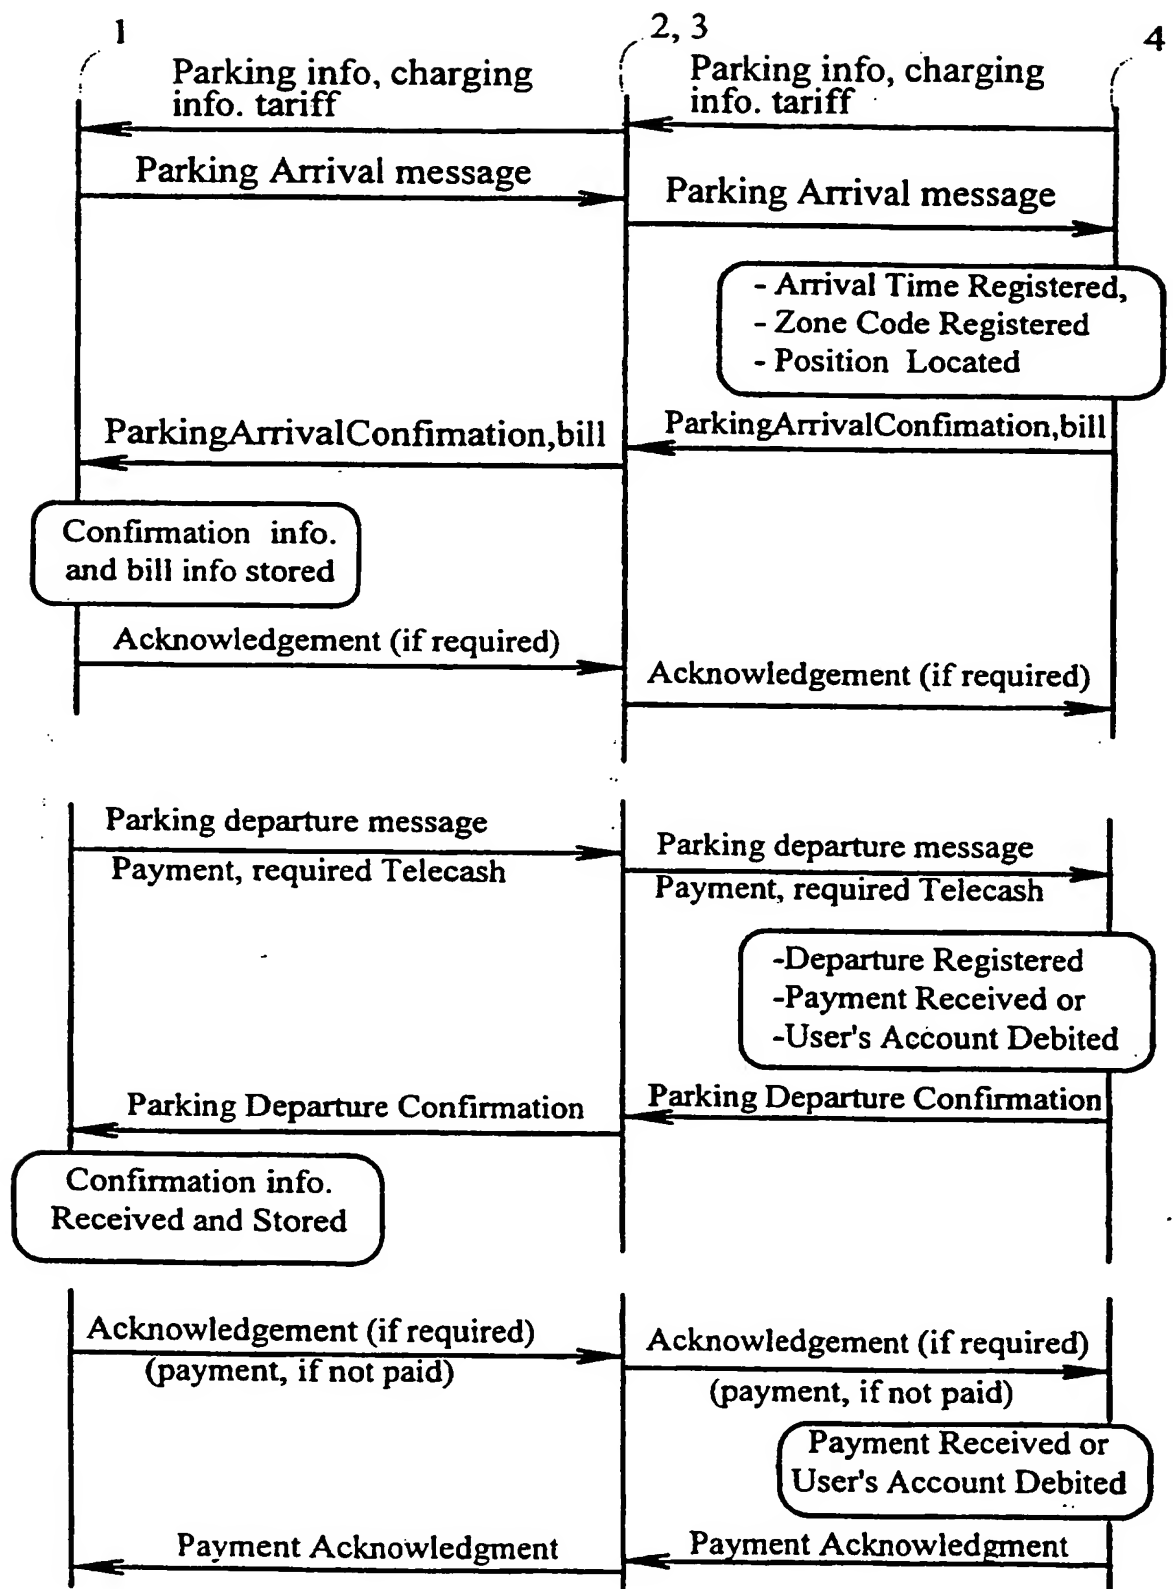 1
2, 3
4
Parking info, charging
info. tariff
Parking info, charging
info. tariff
Parking Arrival message
Parking Arrival message
- Arrival Time Registered,
- Zone Code Registered
- Position Located
ParkingArrivalConfimation,bill
ParkingArrivalConfimation,bill
Confirmation info.
and bill info stored
Acknowledgement (if required)
Acknowledgement (if required)
Parking departure message
Payment, required Telecash
Parking departure message
Payment, required Telecash
-Departure Registered
-Payment Received or
-User's Account Debited
Parking Departure Confirmation
Parking Departure Confirmation
Confirmation info.
Received and Stored
Acknowledgement (if required)
(payment, if not paid)
Acknowledgement (if required)
(payment, if not paid)
Payment Received or
User's Account Debited
Payment Acknowledgment
Payment Acknowledgment